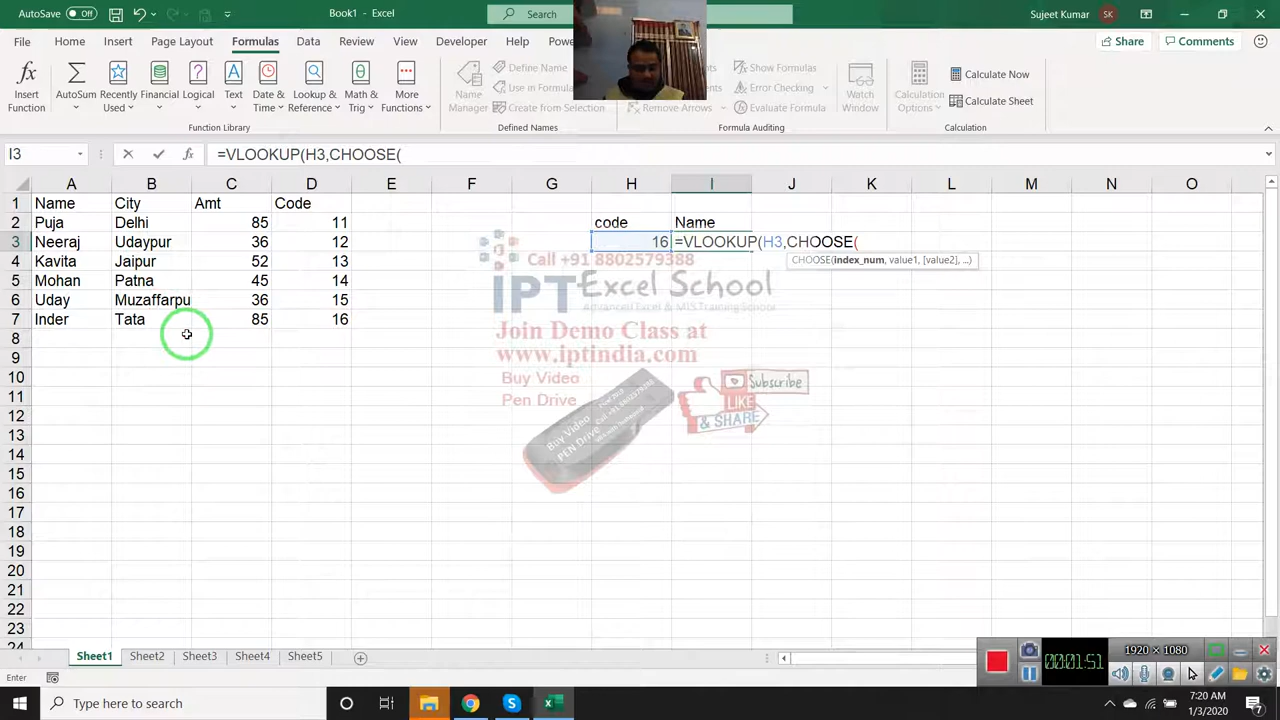 AutoSave Off Book1 - Excel Search Sujeet Kumar
File Home Insert Page Layout Formulas Data Review View Developer Help Share Comments
Insert Function
AutoSum
Recently Used
Financial
Logical
Text
Date & Time
Lookup & Reference
Math & Trig
More Functions
Name Manager
Define Name
Use in Formula
Create from Selection
Remove Arrows
Show Formulas
Error Checking
Evaluate Formula
Watch Window
Calculation Options
Calculate Now
Calculate Sheet
Function Library Defined Names Formula Auditing Calculation
I3 fx =VLOOKUP(H3,CHOOSE(
A B C D E F G H I J K L M N O
1 Name City Amt Code
2 Puja Delhi 85 11 code Name
3 Neeraj Udaypur 36 12 16 =VLOOKUP(H3,CHOOSE(
CHOOSE(index_num, value1, [value2], ...)
4 Kavita Jaipur 52 13
5 Mohan Patna 45 14
6 Uday Muzaffarpu 36 15
7 Inder Tata 85 16
8
9
10
11
12
13
14
15
16
17
18
19
20
21
22
23
24
Call +91 8802579388
IPT Excel School
Advanced Excel & MIS Training School
Join Demo Class at
www.iptindia.com
Buy Video
Pen Drive
Buy Video
PEN Drive
Subscribe
LIKE
& SHARE
Sheet1 Sheet2 Sheet3 Sheet4 Sheet5
Enter
1920 × 1080
00:01:51
Type here to search
7:20 AM
1/3/2020